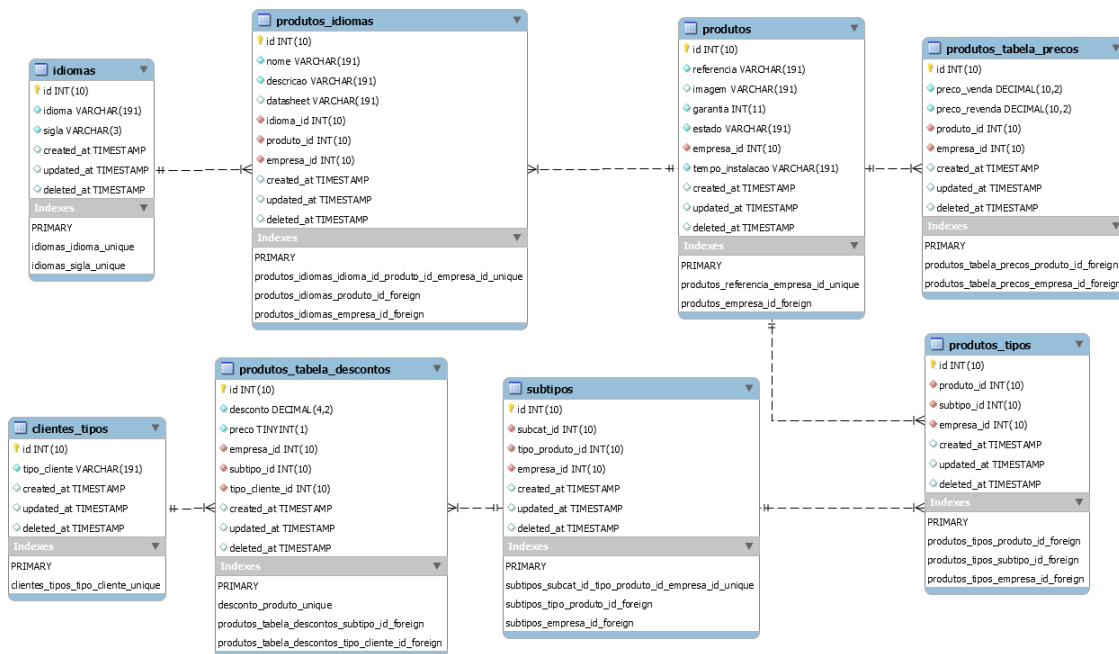 idiomas
id INT(10)
idioma VARCHAR(191)
sigla VARCHAR(3)
created_at TIMESTAMP
updated_at TIMESTAMP
deleted_at TIMESTAMP
Indexes
PRIMARY
idiomas_idioma_unique
idiomas_sigla_unique
produtos_idiomas
id INT(10)
nome VARCHAR(191)
descricao VARCHAR(191)
datasheet VARCHAR(191)
idioma_id INT(10)
produto_id INT(10)
empresa_id INT(10)
created_at TIMESTAMP
updated_at TIMESTAMP
deleted_at TIMESTAMP
Indexes
PRIMARY
produtos_idiomas_idioma_id_produto_id_empresa_id_unique
produtos_idiomas_produto_id_foreign
produtos_idiomas_empresa_id_foreign
produtos
id INT(10)
referencia VARCHAR(191)
imagem VARCHAR(191)
garantia INT(11)
estado VARCHAR(191)
empresa_id INT(10)
tempo_instalacao VARCHAR(191)
created_at TIMESTAMP
updated_at TIMESTAMP
deleted_at TIMESTAMP
Indexes
PRIMARY
produtos_referencia_empresa_id_unique
produtos_empresa_id_foreign
produtos_tabela_precos
id INT(10)
preco_venda DECIMAL(10,2)
preco_revenda DECIMAL(10,2)
produto_id INT(10)
empresa_id INT(10)
created_at TIMESTAMP
updated_at TIMESTAMP
deleted_at TIMESTAMP
Indexes
PRIMARY
produtos_tabela_precos_produto_id_foreign
produtos_tabela_precos_empresa_id_foreign
clientes_tipos
id INT(10)
tipo_cliente VARCHAR(191)
created_at TIMESTAMP
updated_at TIMESTAMP
deleted_at TIMESTAMP
Indexes
PRIMARY
clientes_tipos_tipo_cliente_unique
produtos_tabela_descontos
id INT(10)
desconto DECIMAL(4,2)
preco TINYINT(1)
empresa_id INT(10)
subtipo_id INT(10)
tipo_cliente_id INT(10)
created_at TIMESTAMP
updated_at TIMESTAMP
deleted_at TIMESTAMP
Indexes
PRIMARY
desconto_produto_unique
produtos_tabela_descontos_subtipo_id_foreign
produtos_tabela_descontos_tipo_cliente_id_foreign
subtipos
id INT(10)
subcat_id INT(10)
tipo_produto_id INT(10)
empresa_id INT(10)
created_at TIMESTAMP
updated_at TIMESTAMP
deleted_at TIMESTAMP
Indexes
PRIMARY
subtipos_subcat_id_tipo_produto_id_empresa_id_unique
subtipos_tipo_produto_id_foreign
subtipos_empresa_id_foreign
produtos_tipos
id INT(10)
produto_id INT(10)
subtipo_id INT(10)
empresa_id INT(10)
created_at TIMESTAMP
updated_at TIMESTAMP
deleted_at TIMESTAMP
Indexes
PRIMARY
produtos_tipos_produto_id_foreign
produtos_tipos_subtipo_id_foreign
produtos_tipos_empresa_id_foreign